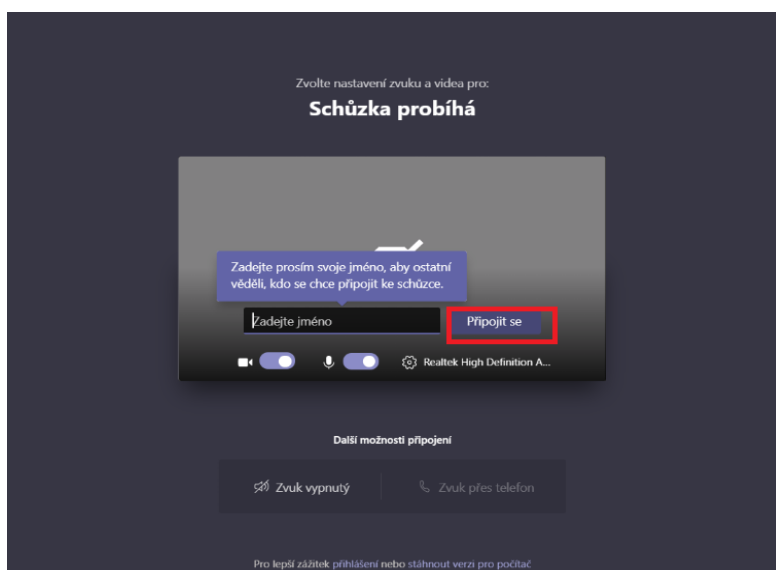 Zvolte nastavení zvuku a videa pro:
Schůzka probíhá
Zadejte prosím svoje jméno, aby ostatní
věděli, kdo se chce připojit ke schůzce.
Zadejte jméno
Připojit se
Realtek High Definition A...
Další možnosti připojení
Zvuk vypnutý
Zvuk přes telefon
Pro lepší zážitek přihlášení nebo stáhnout verzi pro počítač